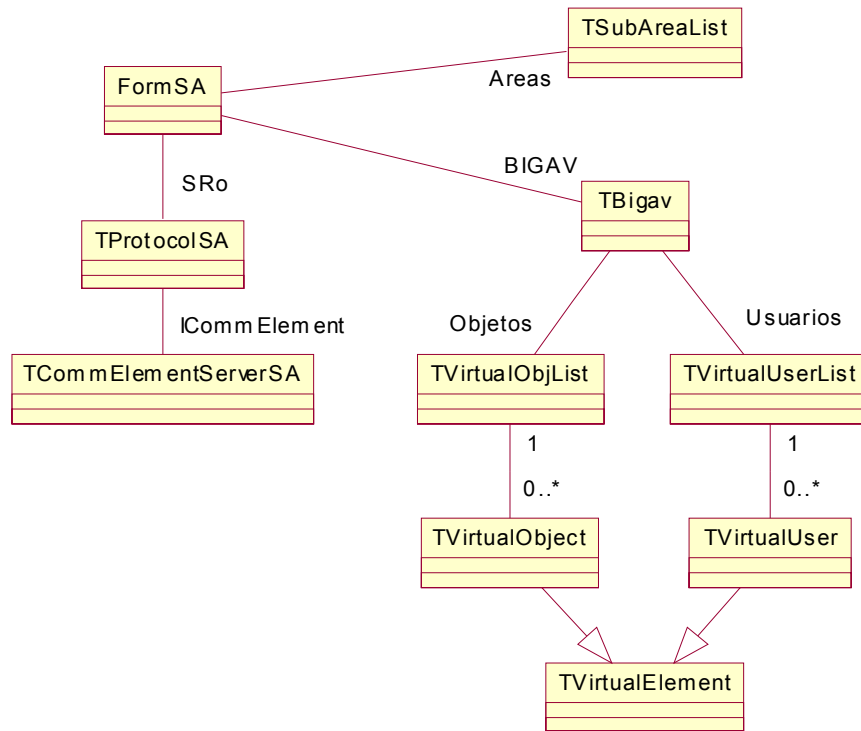 TSubAreaList
FormSA
Areas
SRo
BIGAV
TBigav
TProtocolSA
ICommElement
Objetos
Usuarios
TCommElementServerSA
TVirtualObjList
TVirtualUserList
1
1
0..*
0..*
TVirtualObject
TVirtualUser
TVirtualElement